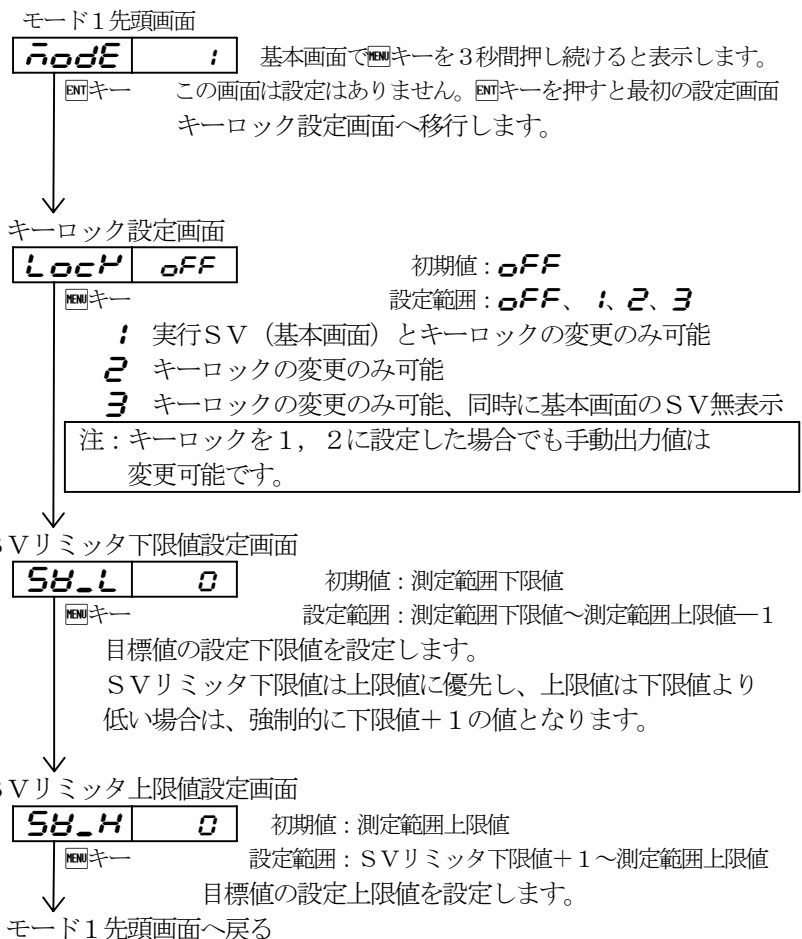 モード1先頭画面
modE 1 基本画面でMENUキーを3秒間押し続けると表示します。
ENTキー この画面は設定はありません。ENTキーを押すと最初の設定画面
キーロック設定画面へ移行します。
キーロック設定画面
LocK oFF 初期値:oFF
MENUキー 設定範囲:oFF、1、2、3
1 実行SV(基本画面)とキーロックの変更のみ可能
2 キーロックの変更のみ可能
3 キーロックの変更のみ可能、同時に基本画面のSV無表示
注:キーロックを1,2に設定した場合でも手動出力値は
変更可能です。
SVリミッタ下限値設定画面
SV_L 0 初期値:測定範囲下限値
MENUキー 設定範囲:測定範囲下限値~測定範囲上限値―1
目標値の設定下限値を設定します。
SVリミッタ下限値は上限値に優先し、上限値は下限値より
低い場合は、強制的に下限値+1の値となります。
SVリミッタ上限値設定画面
SV_H 0 初期値:測定範囲上限値
MENUキー 設定範囲:SVリミッタ下限値+1~測定範囲上限値
目標値の設定上限値を設定します。
モード1先頭画面へ戻る